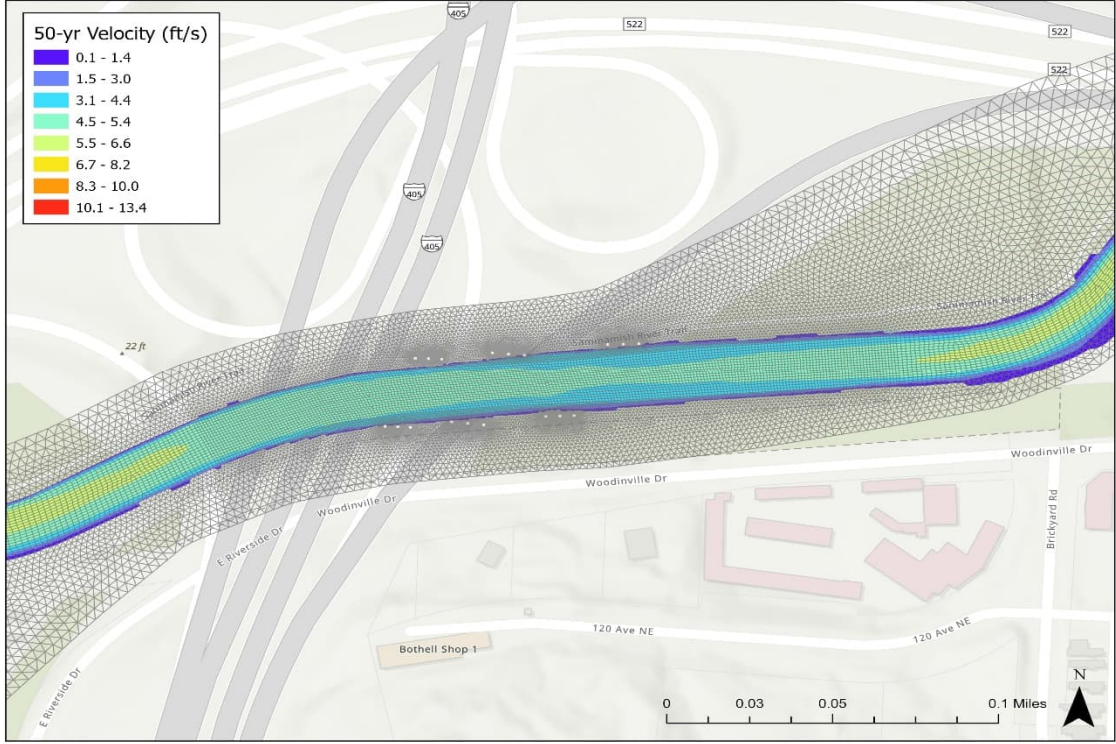 50-yr Velocity (ft/s)
0.1 - 1.4
1.5 - 3.0
3.1 - 4.4
4.5 - 5.4
5.5 - 6.6
6.7 - 8.2
8.3 - 10.0
10.1 - 13.4
405
522
522
522
405
405
22 ft
Sammamish River Trail
Sammamish River Trail
Woodinville Dr
Woodinville Dr
Woodinville Dr
E Riverside Dr
Brickyard Rd
120 Ave NE
120 Ave NE
Bothell Shop 1
E Riverside Dr
N
0 0.03 0.05 0.1 Miles